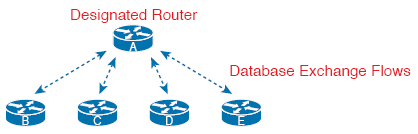 Designated Router
A
Database Exchange Flows
B C D E